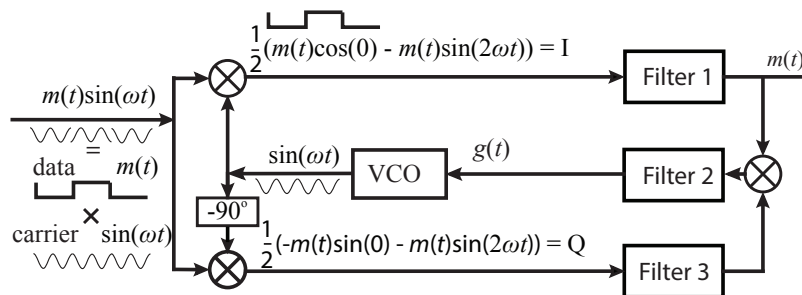 1/2(m(t)cos(0) - m(t)sin(2ωt)) = I
Filter 1
m(t)
m(t)sin(ωt)
=
data m(t)
×
carrier sin(ωt)
sin(ωt)
VCO
g(t)
Filter 2
-90°
1/2(-m(t)sin(0) - m(t)sin(2ωt)) = Q
Filter 3